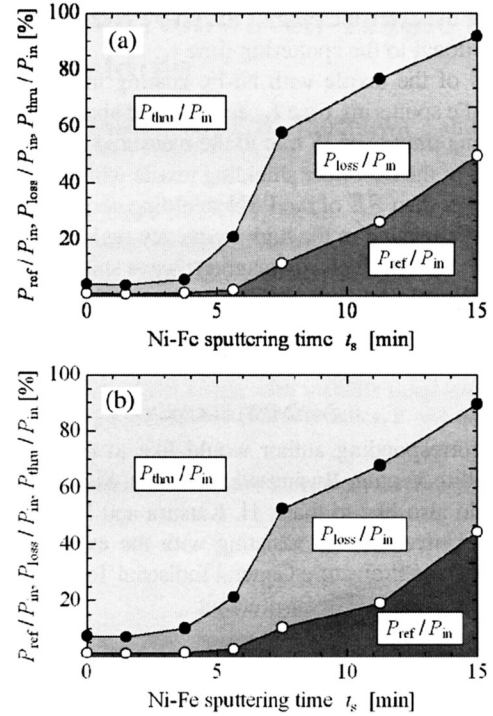 (a)
P_ref / P_in, P_loss / P_in, P_thru / P_in [%]
100
80
60
40
20
P_thru / P_in
P_loss / P_in
P_ref / P_in
0
5
10
15
Ni-Fe sputtering time t_s [min]
(b)
P_ref / P_in, P_loss / P_in, P_thru / P_in [%]
100
80
60
40
20
P_thru / P_in
P_loss / P_in
P_ref / P_in
0
5
10
15
Ni-Fe sputtering time t_s [min]